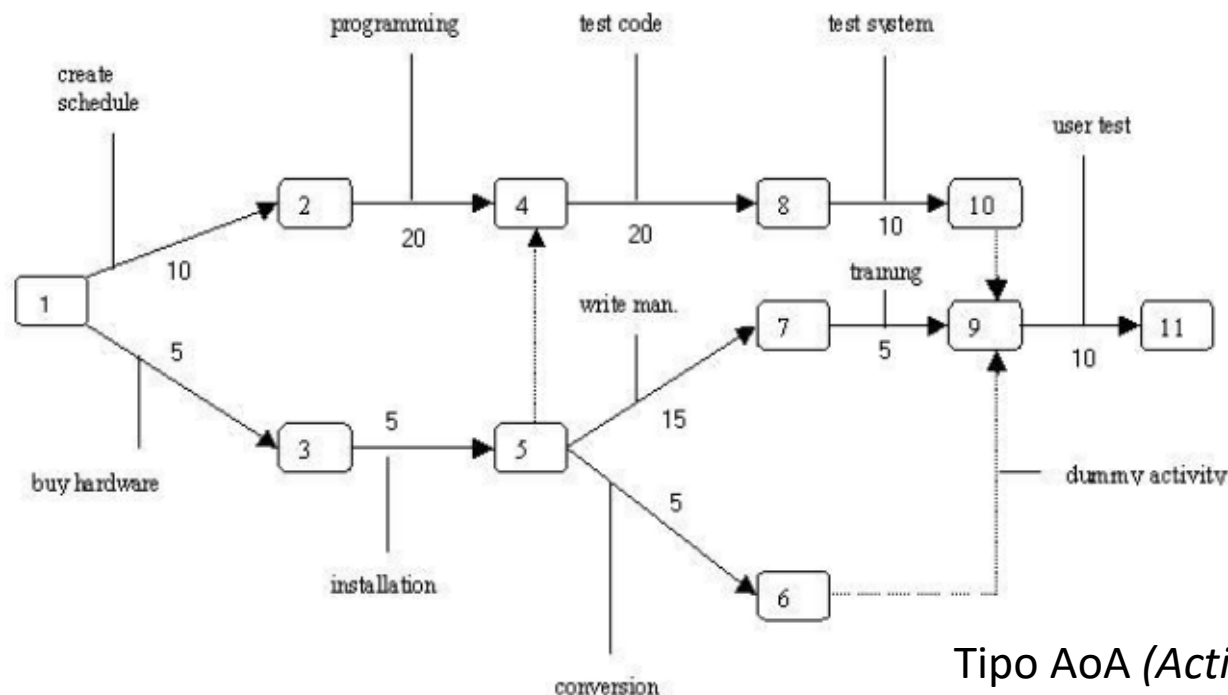 programming
test code
test system
create
schedule
user test
2
4
8
10
20
20
10
10
training
1
write man.
7
9
11
5
5
10
15
3
5
5
buy hardware
5
dummy activity
installation
6
conversion
Tipo AoA (Acti